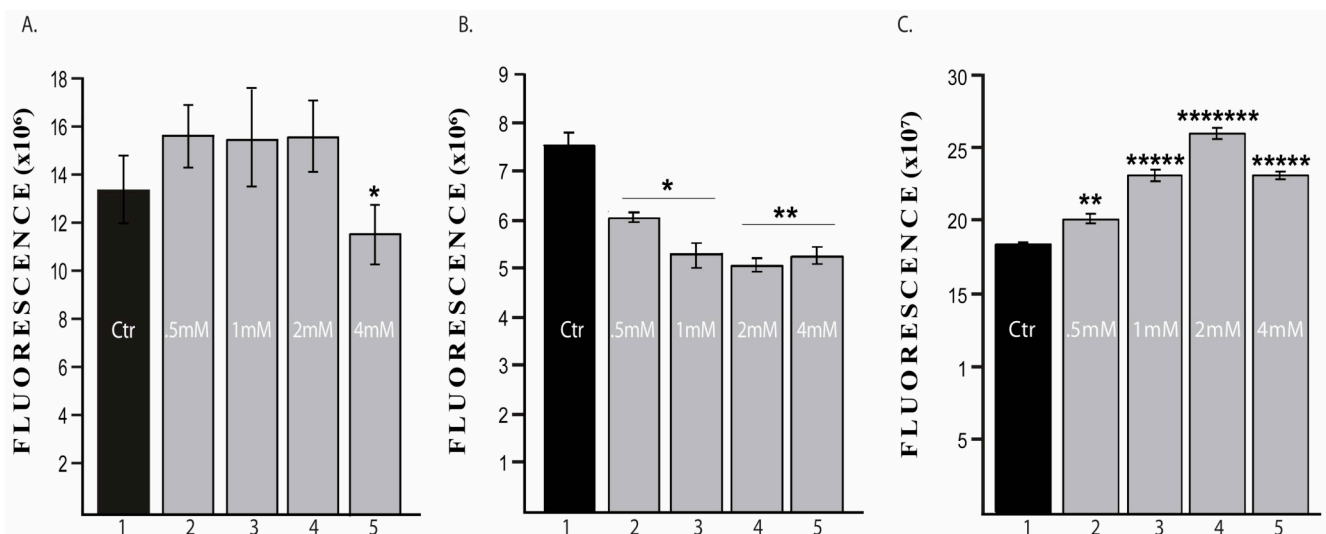 A.
FLUORESCENCE (x10⁶)
18
16
14
12
10
8
6
4
2
*
Ctr .5mM 1mM 2mM 4mM
1 2 3 4 5
B.
FLUORESCENCE (x10⁶)
9
8
7
6
5
4
3
2
1
* **
Ctr .5mM 1mM 2mM 4mM
1 2 3 4 5
C.
FLUORESCENCE (x10⁷)
30
25
20
15
1
5
** ***** ******* *****
Ctr .5mM 1mM 2mM 4mM
1 2 3 4 5